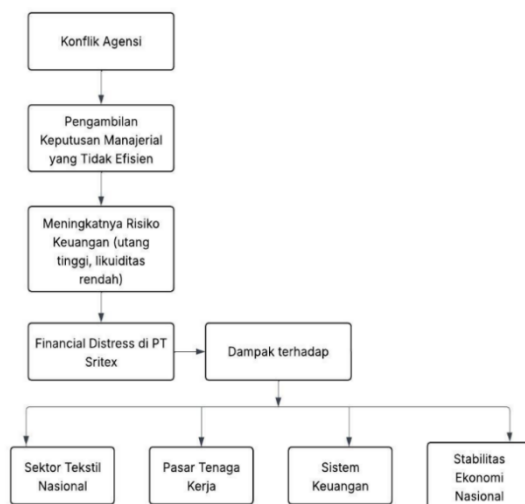 Konflik Agensi
Pengambilan
Keputusan Manajerial
yang Tidak Efisien
Meningkatnya Risiko
Keuangan (utang
tinggi, likuiditas
rendah)
Financial Distress di PT
Sritex
Dampak terhadap
Sektor Tekstil
Nasional
Pasar Tenaga
Kerja
Sistem
Keuangan
Stabilitas
Ekonomi
Nasional